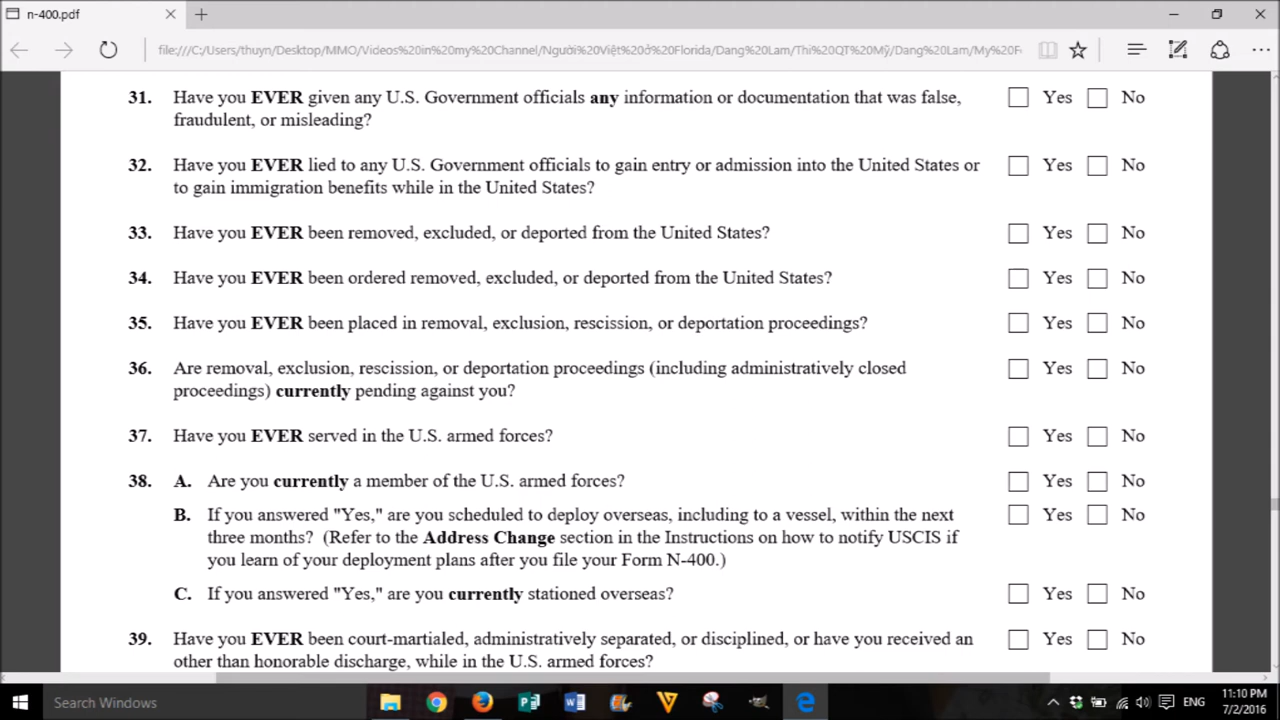 n-400.pdf
file:///C:/Users/thuyn/Desktop/MMO/Videos%20in%20my%20Channel/Người%20Việt%20ở%20Florida/Dang%20Lam/Thi%20QT%20Mỹ/Dang%20Lam/My%20F
31. Have you EVER given any U.S. Government officials any information or documentation that was false, Yes No
fraudulent, or misleading?
32. Have you EVER lied to any U.S. Government officials to gain entry or admission into the United States or Yes No
to gain immigration benefits while in the United States?
33. Have you EVER been removed, excluded, or deported from the United States? Yes No
34. Have you EVER been ordered removed, excluded, or deported from the United States? Yes No
35. Have you EVER been placed in removal, exclusion, rescission, or deportation proceedings? Yes No
36. Are removal, exclusion, rescission, or deportation proceedings (including administratively closed Yes No
proceedings) currently pending against you?
37. Have you EVER served in the U.S. armed forces? Yes No
38. A. Are you currently a member of the U.S. armed forces? Yes No
B. If you answered "Yes," are you scheduled to deploy overseas, including to a vessel, within the next Yes No
three months? (Refer to the Address Change section in the Instructions on how to notify USCIS if
you learn of your deployment plans after you file your Form N-400.)
C. If you answered "Yes," are you currently stationed overseas? Yes No
39. Have you EVER been court-martialed, administratively separated, or disciplined, or have you received an Yes No
other than honorable discharge, while in the U.S. armed forces?
Search Windows
ENG
11:10 PM
7/2/2016